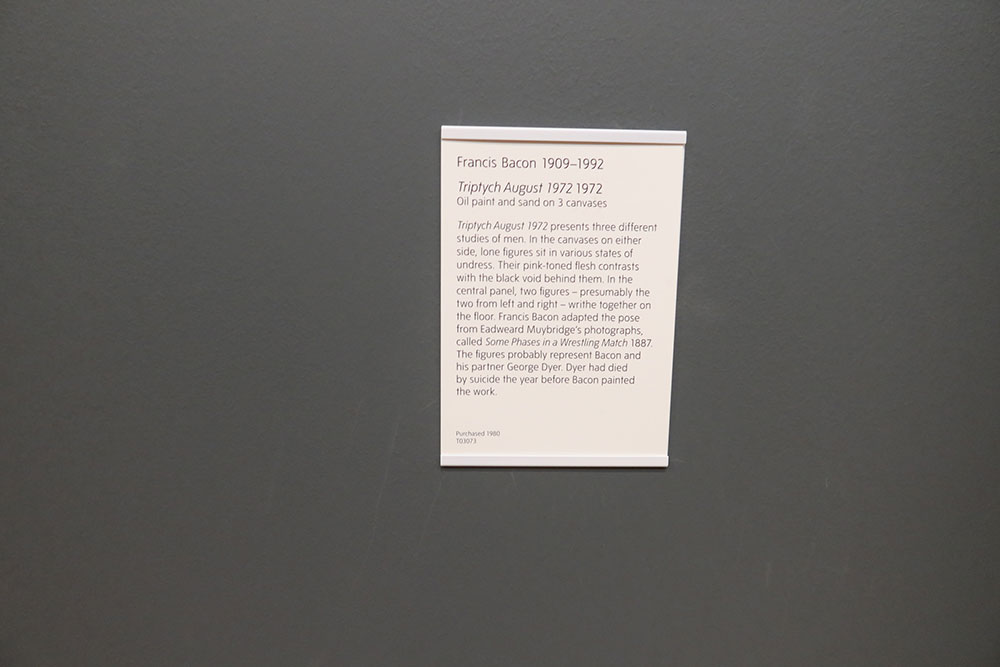 Francis Bacon 1909–1992
Triptych August 1972 1972
Oil paint and sand on 3 canvases
Triptych August 1972 presents three different
studies of men. In the canvases on either
side, lone figures sit in various states of
undress. Their pink-toned flesh contrasts
with the black void behind them. In the
central panel, two figures – presumably the
two from left and right – writhe together on
the floor. Francis Bacon adapted the pose
from Eadweard Muybridge's photographs,
called Some Phases in a Wrestling Match 1887.
The figures probably represent Bacon and
his partner George Dyer. Dyer had died
by suicide the year before Bacon painted
the work.
Purchased 1980
T03073